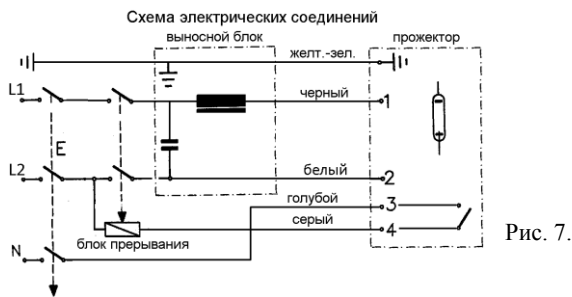 Схема электрических соединений
выносной блок
прожектор
желт.-зел.
L1
черный
1
E
L2
белый
2
голубой
3
серый
4
блок прерывания
Рис. 7.
N